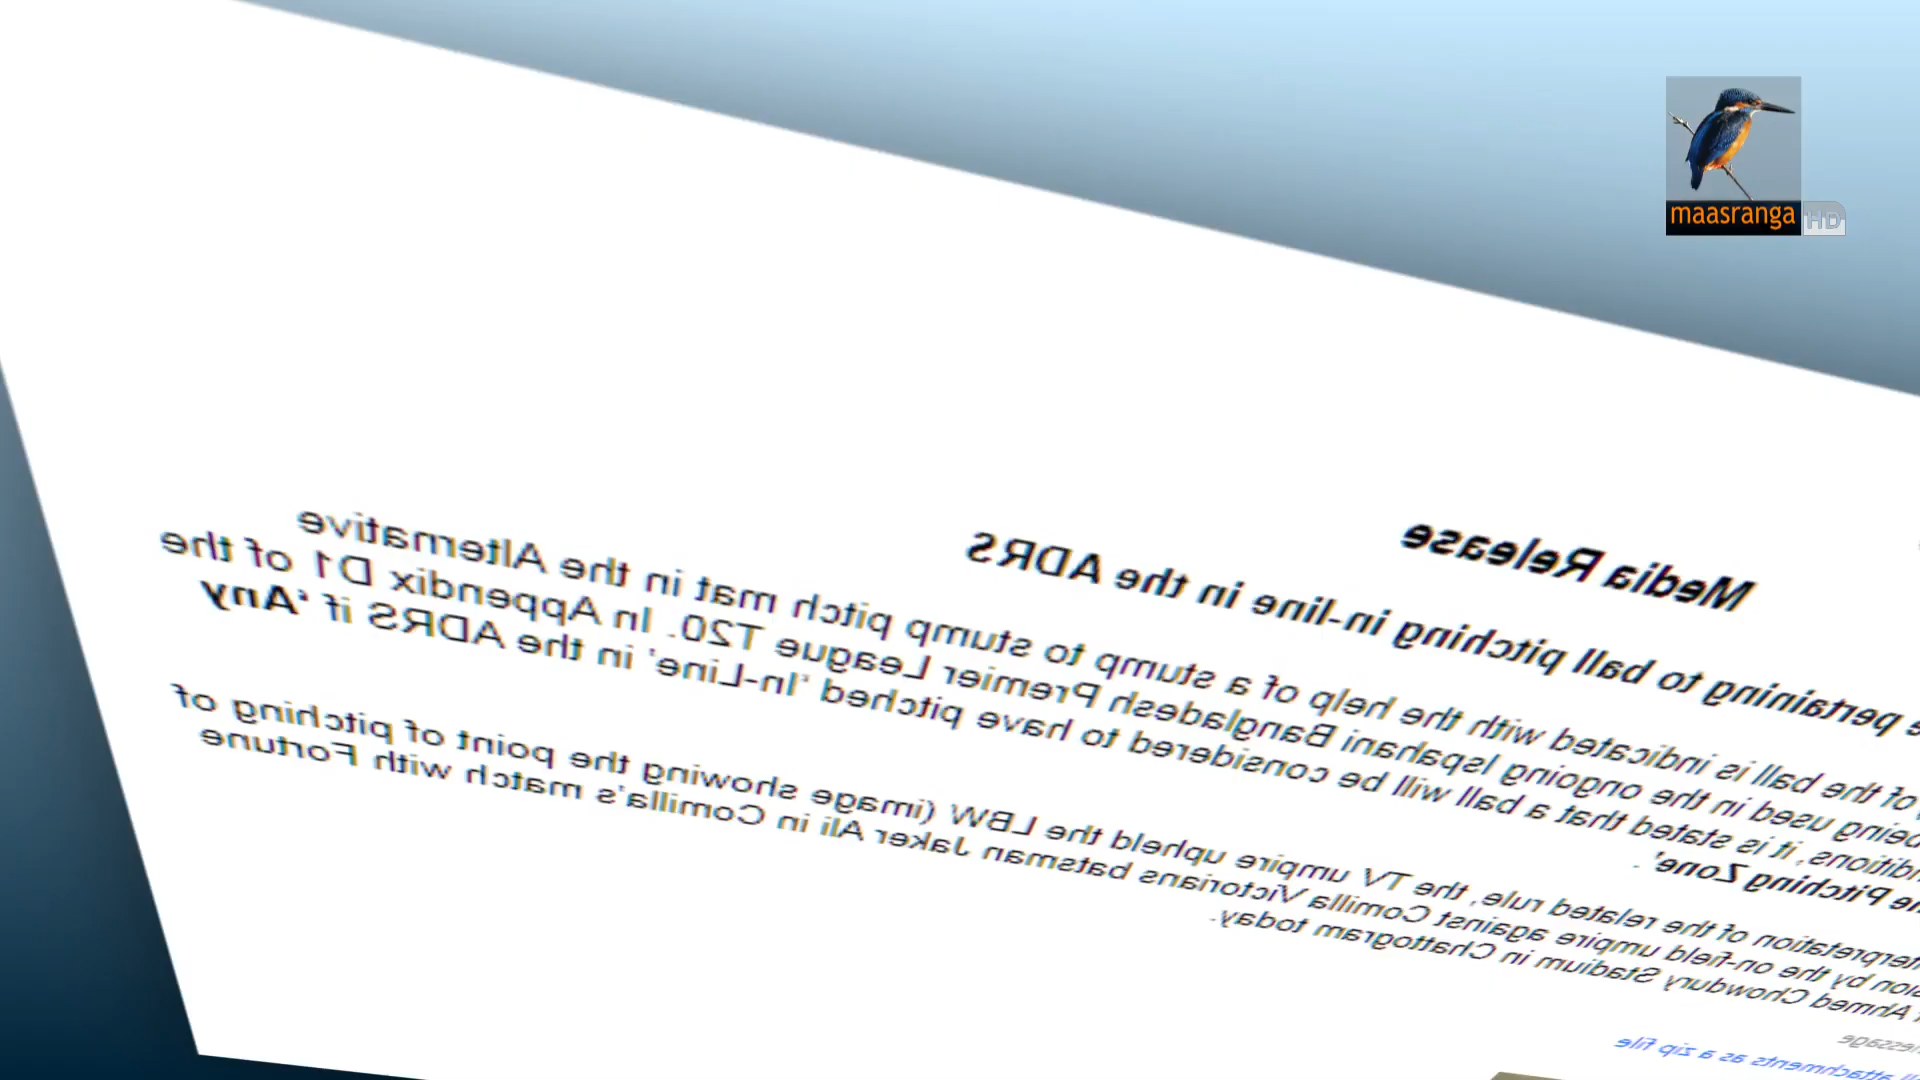 maasranga HD
Media Release
pertaining to ball pitching in-line in the ADRS
of the ball is indicated with the help of a stump to stump pitch mat in the Alternative
being used in the ongoing Ispahani Bangladesh Premier League T20. In Appendix D1 of the
, it is stated that a ball will be considered to have pitched 'In-Line' in the ADRS if 'Any
Pitching Zone'.
of the related rule, the TV umpire upheld the LBW (image showing the point of pitching of
by the on-field umpire against Comilla Victorians batsman Jaker Ali in Comilla's match with Fortune
Ahmed Chowdury Stadium in Chattogram today.
attachments as a zip file